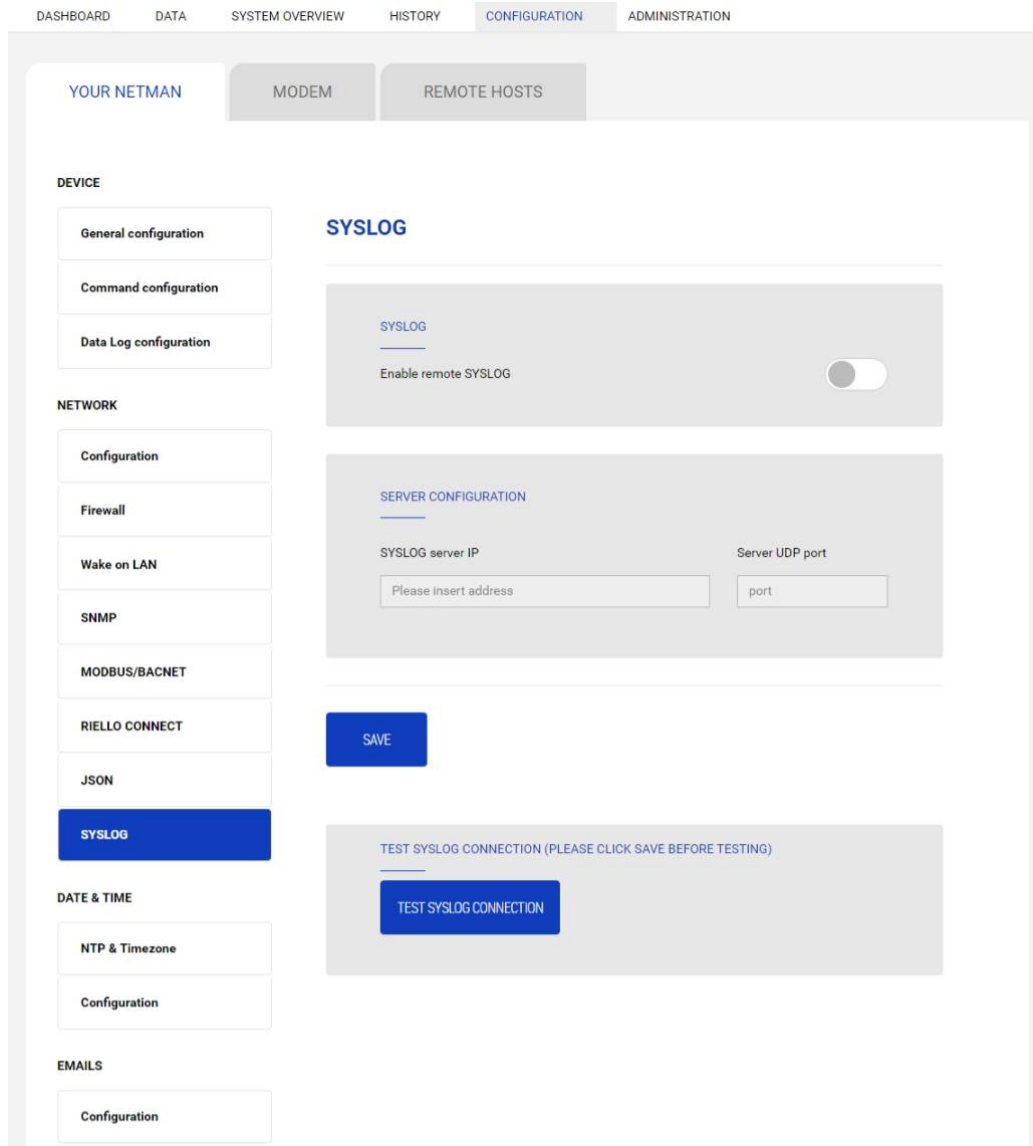 DASHBOARD DATA SYSTEM OVERVIEW HISTORY CONFIGURATION ADMINISTRATION
YOUR NETMAN MODEM REMOTE HOSTS
DEVICE
General configuration
Command configuration
Data Log configuration
NETWORK
Configuration
Firewall
Wake on LAN
SNMP
MODBUS/BACNET
RIELLO CONNECT
JSON
SYSLOG
DATE & TIME
NTP & Timezone
Configuration
EMAILS
Configuration
SYSLOG
SYSLOG
Enable remote SYSLOG
SERVER CONFIGURATION
SYSLOG server IP Server UDP port
Please insert address port
SAVE
TEST SYSLOG CONNECTION (PLEASE CLICK SAVE BEFORE TESTING)
TEST SYSLOG CONNECTION